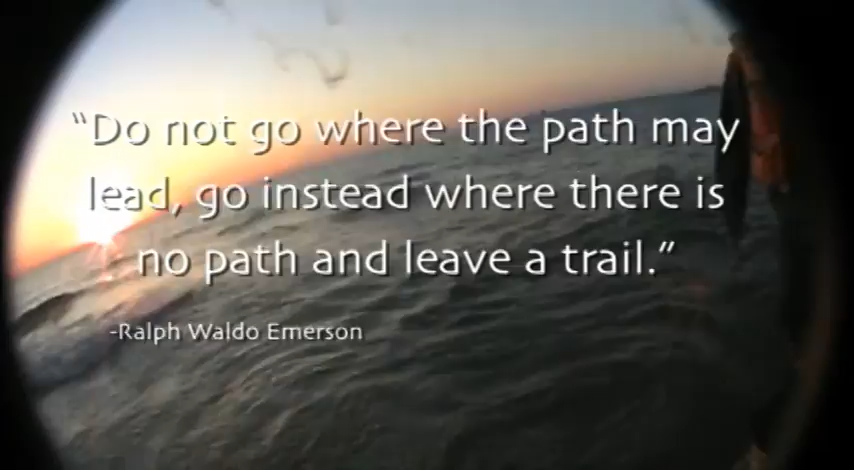 “Do not go where the path may
lead, go instead where there is
no path and leave a trail.”
-Ralph Waldo Emerson